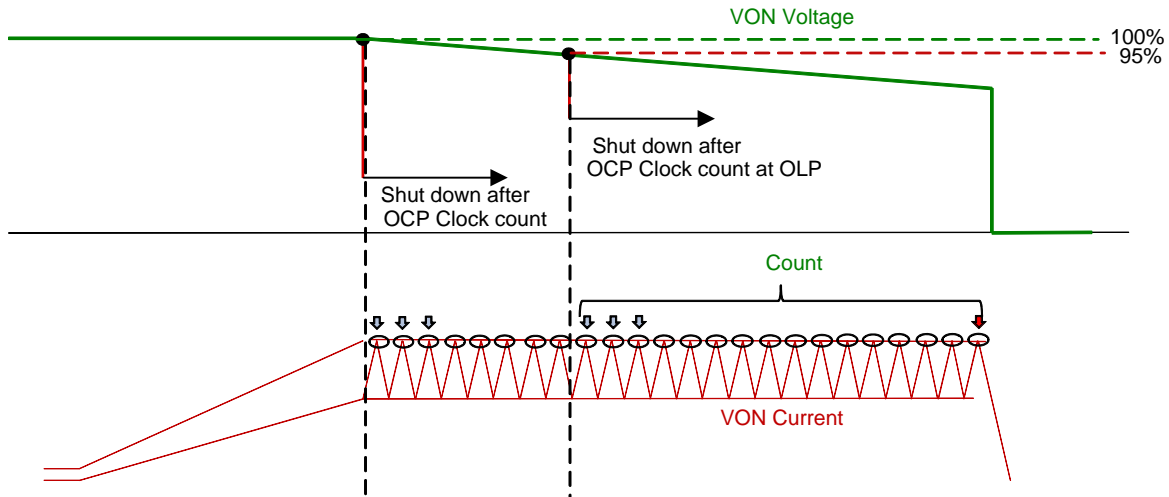 VON Voltage
100%
95%
Shut down after
OCP Clock count at OLP
Shut down after
OCP Clock count
Count
VON Current